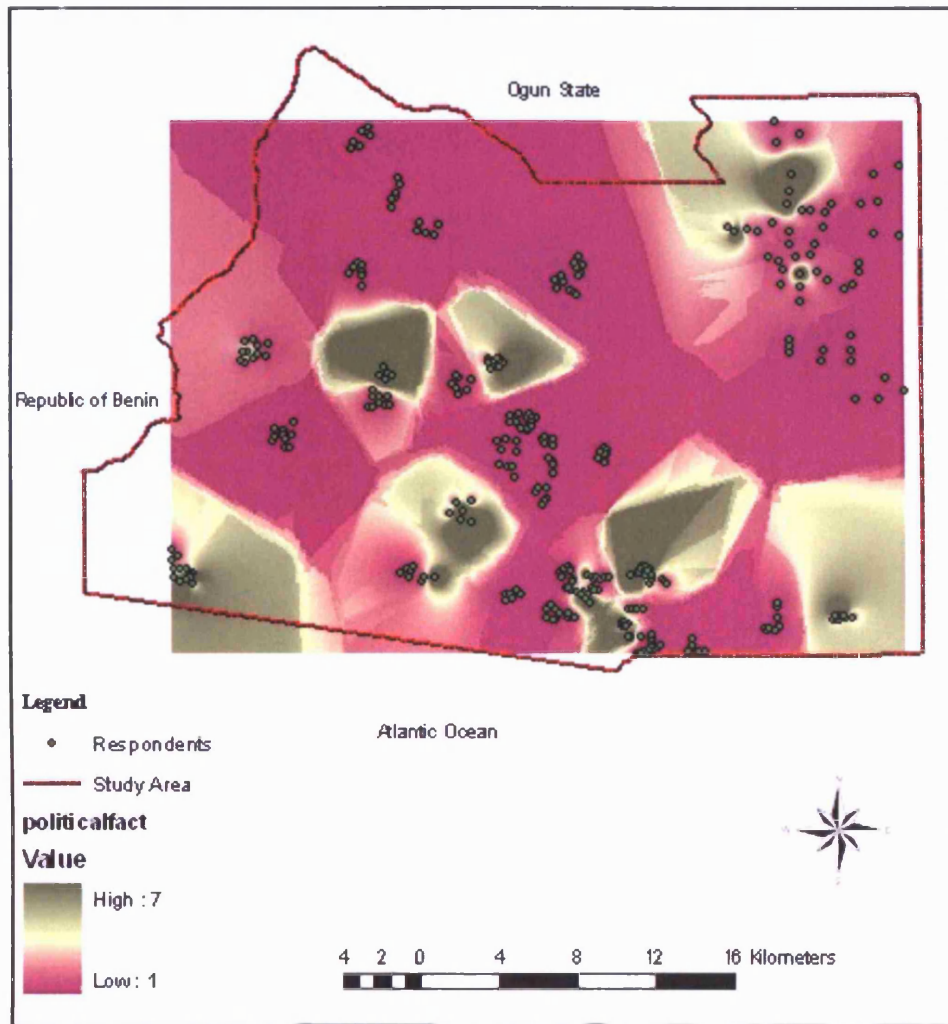 Ogun State
Republic of Benin
Atlantic Ocean
Legend
Respondents
Study Area
politicalfact
Value
High : 7
Low : 1
N
W E
S
4 2 0 4 8 12 16 Kilometers